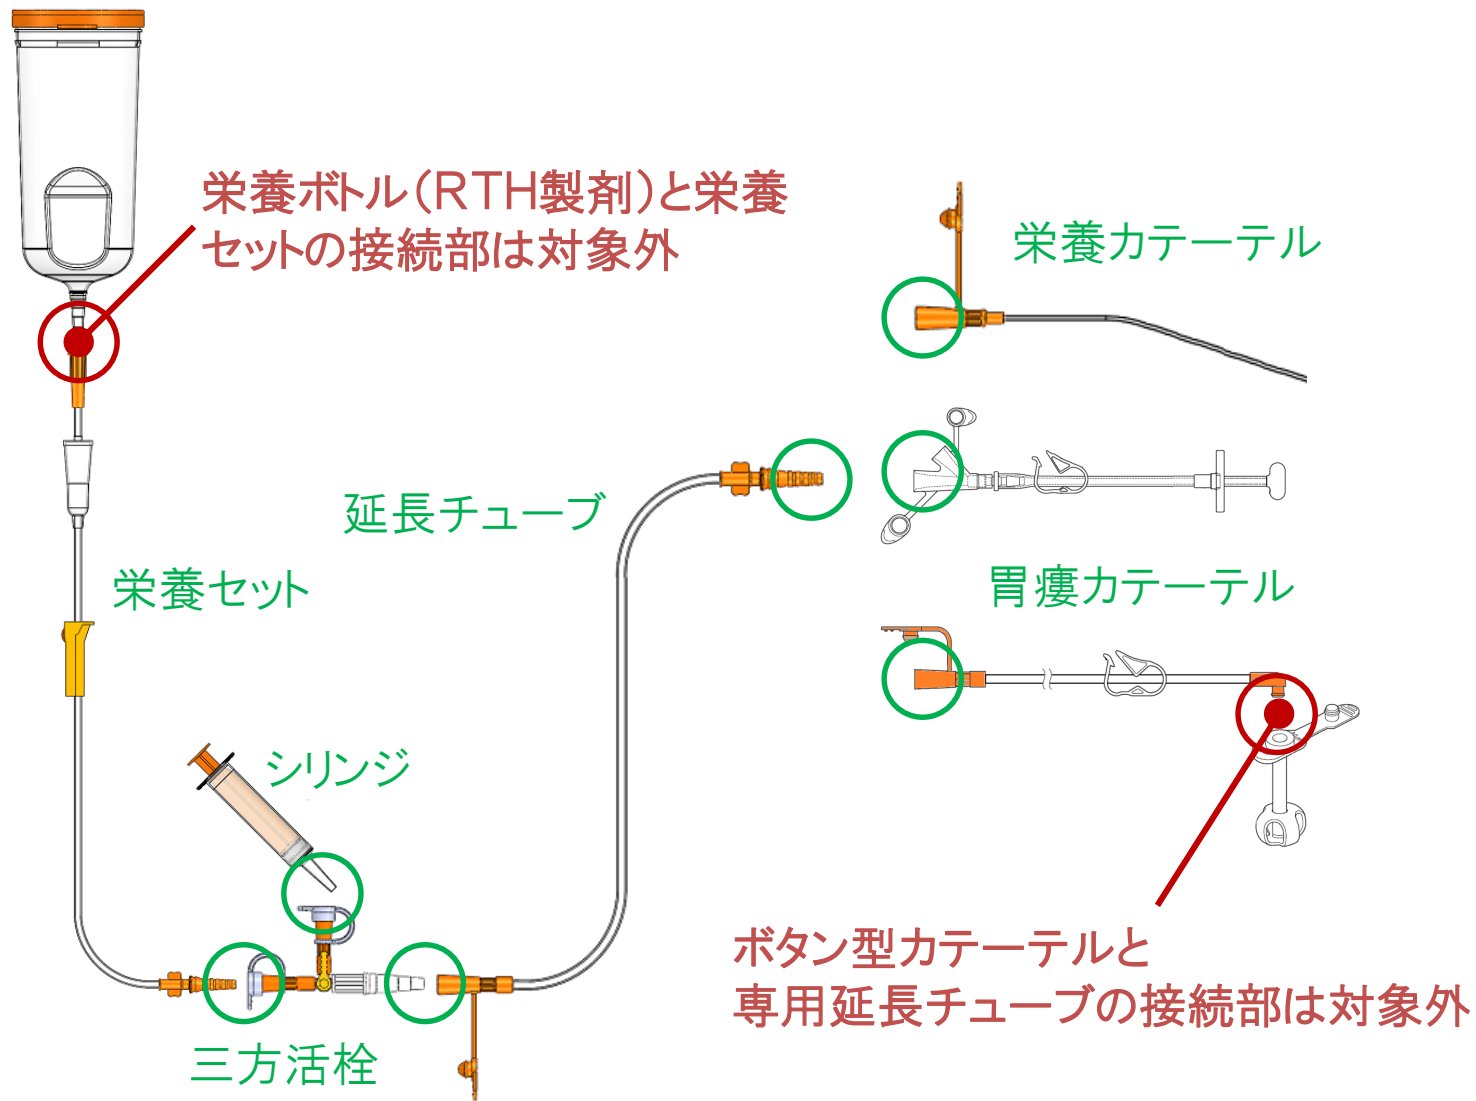 栄養ボトル（RTH製剤）と栄養
セットの接続部は対象外
栄養カテーテル
延長チューブ
栄養セット
胃瘻カテーテル
シリンジ
ボタン型カテーテルと
専用延長チューブの接続部は対象外
三方活栓